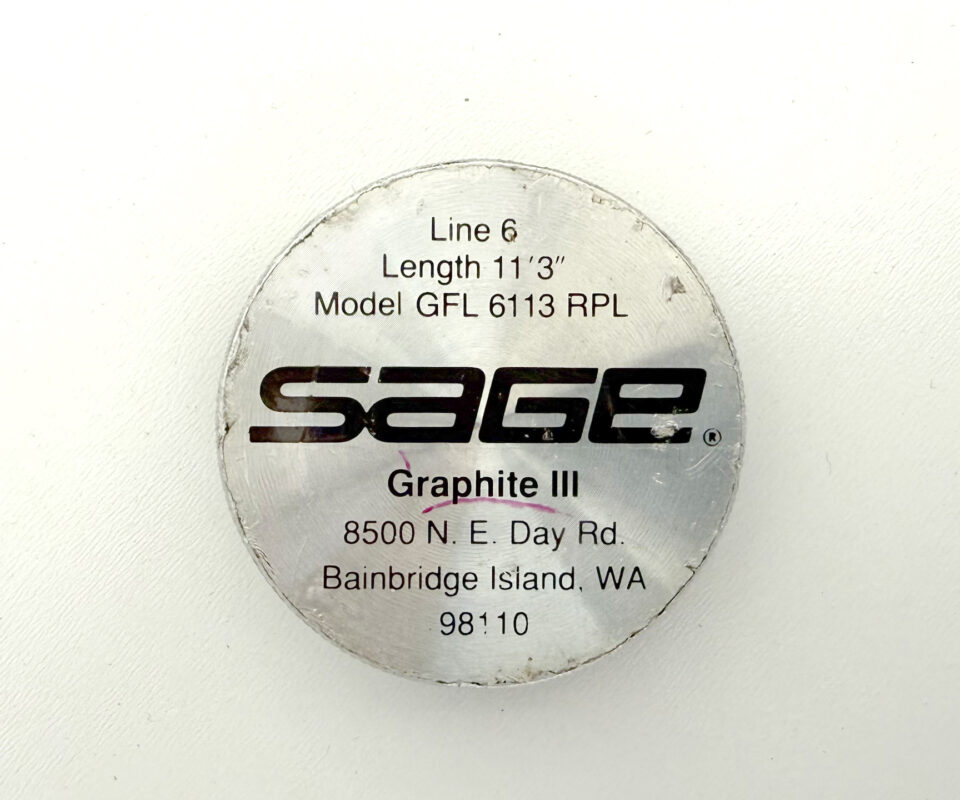 Line 6
Length 11'3"
Model GFL 6113 RPL
SAGE®
Graphite III
8500 N. E. Day Rd.
Bainbridge Island, WA
98110